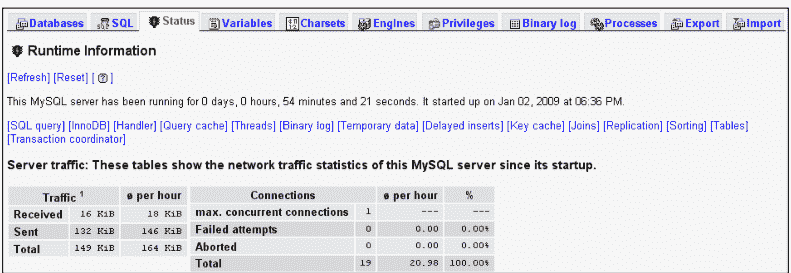 Databases SQL Status Variables Charsets Engines Privileges Binary log Processes Export Import
Runtime Information
[Refresh] [Reset] [ ? ]
This MySQL server has been running for 0 days, 0 hours, 54 minutes and 21 seconds. It started up on Jan 02, 2009 at 06:36 PM.
[SQL query] [InnoDB] [Handler] [Query cache] [Threads] [Binary log] [Temporary data] [Delayed inserts] [Key cache] [Joins] [Replication] [Sorting] [Tables]
[Transaction coordinator]
Server traffic: These tables show the network traffic statistics of this MySQL server since its startup.
Traffic 1 ø per hour Connections ø per hour %
Received 16 KiB 18 KiB max. concurrent connections 1 --- ---
Sent 132 KiB 146 KiB Failed attempts 0 0.00 0.00%
Total 149 KiB 164 KiB Aborted 0 0.00 0.00%
Total 19 20.98 100.00%